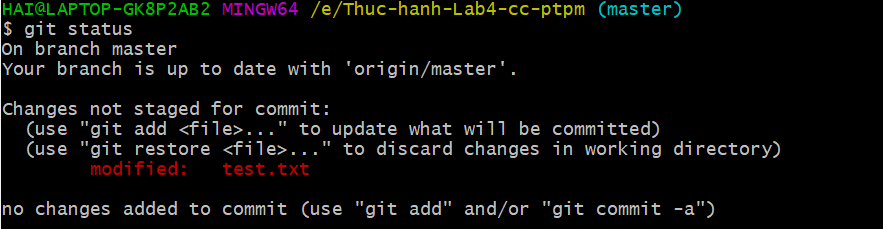 HAI@LAPTOP-GK8P2AB2 MINGW64 /e/Thuc-hanh-Lab4-cc-ptpm (master)
$ git status
On branch master
Your branch is up to date with 'origin/master'.
Changes not staged for commit:
  (use "git add <file>..." to update what will be committed)
  (use "git restore <file>..." to discard changes in working directory)
        modified:   test.txt
no changes added to commit (use "git add" and/or "git commit -a")